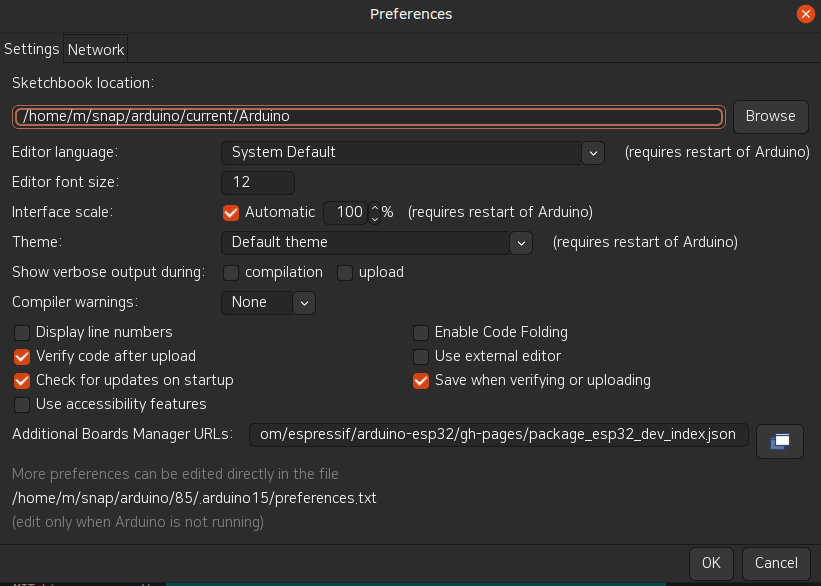 Preferences
Settings Network
Sketchbook location:
/home/m/snap/arduino/current/Arduino Browse
Editor language: System Default (requires restart of Arduino)
Editor font size: 12
Interface scale: Automatic 100 % (requires restart of Arduino)
Theme: Default theme (requires restart of Arduino)
Show verbose output during: compilation upload
Compiler warnings: None
Display line numbers Enable Code Folding
Verify code after upload Use external editor
Check for updates on startup Save when verifying or uploading
Use accessibility features
Additional Boards Manager URLs: om/espressif/arduino-esp32/gh-pages/package_esp32_dev_index.json
More preferences can be edited directly in the file
/home/m/snap/arduino/85/.arduino15/preferences.txt
(edit only when Arduino is not running)
OK Cancel